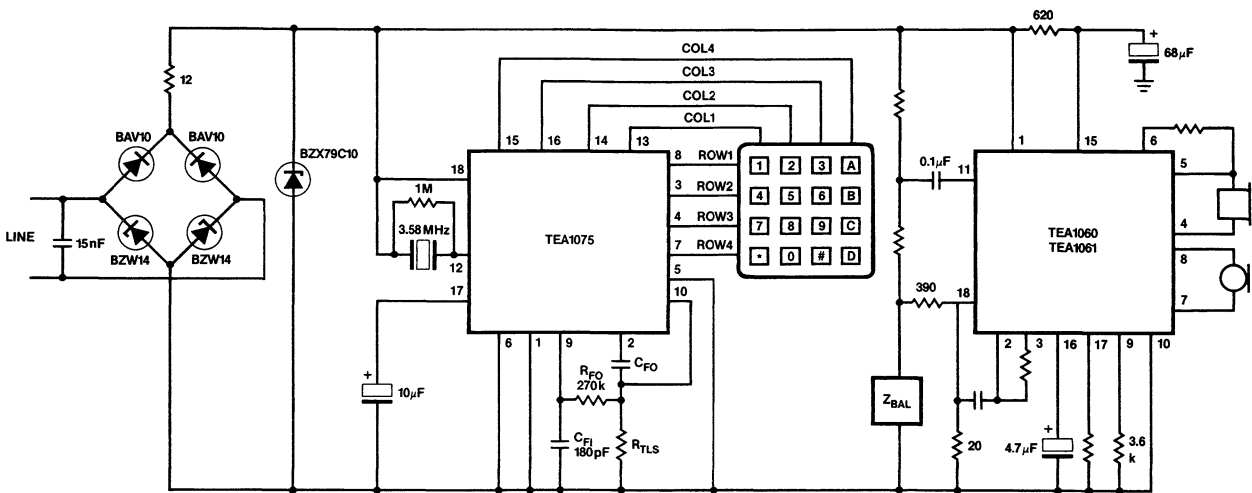 620
+
68µF
COL4
COL3
COL2
COL1
12
BAV10 BAV10
BZX79C10
15 16 14 13
6
LINE
15nF
BZW14 BZW14
18
1M
3.58 MHz
12
17
TEA1075
8 ROW1
3 ROW2
4 ROW3
7 ROW4
5
10
1 2 3 A
4 5 6 B
7 8 9 C
* 0 # D
0.1µF
11
1
15
5
4
8
7
TEA1060
TEA1061
390
18
6 1 9 2
2 3 16 17 9 10
+
10µF
RFO
270k
CFO
CFI
180pF
RTLS
ZBAL
20
+
4.7µF
3.6
k